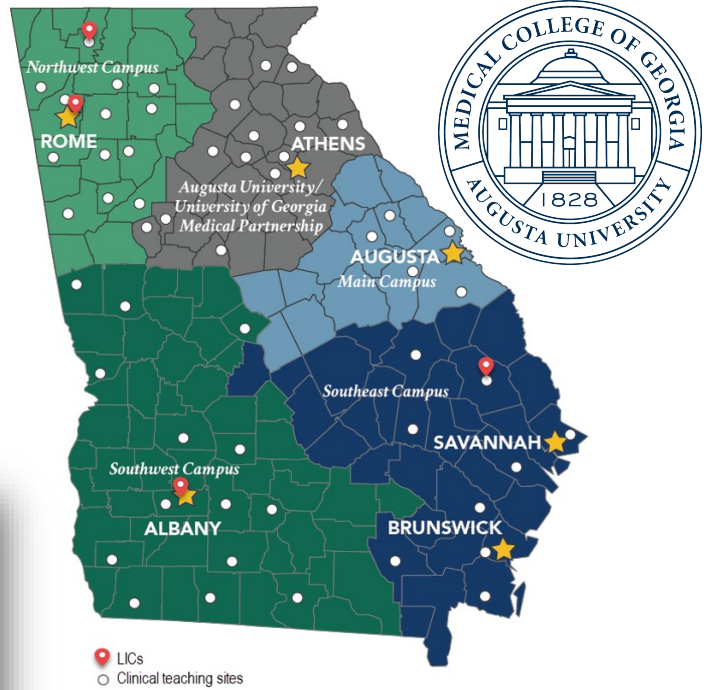 MEDICAL COLLEGE OF GEORGIA
1828
AUGUSTA UNIVERSITY
Northwest Campus
ROME
ATHENS
Augusta University/
University of Georgia
Medical Partnership
AUGUSTA
Main Campus
Southeast Campus
SAVANNAH
Southwest Campus
ALBANY
BRUNSWICK
LICs
Clinical teaching sites